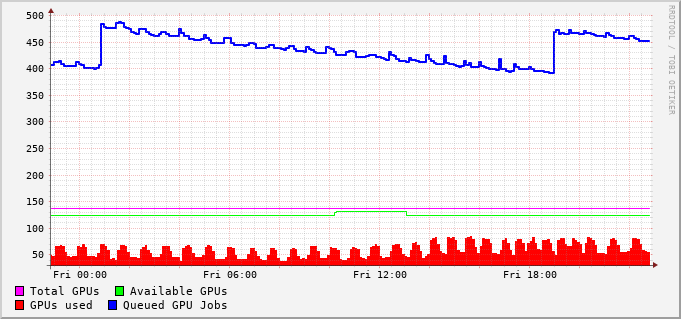 500
450
400
350
300
250
200
150
100
50
Fri 00:00 Fri 06:00 Fri 12:00 Fri 18:00
Total GPUs Available GPUs
GPUs used Queued GPU Jobs
RRDTOOL / TOBI OETIKER